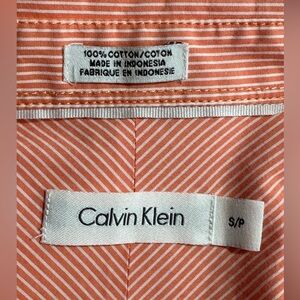 100% COTTON/COTON
MADE IN INDONESIA
FABRIQUE EN INDONESIE
Calvin Klein
S/P